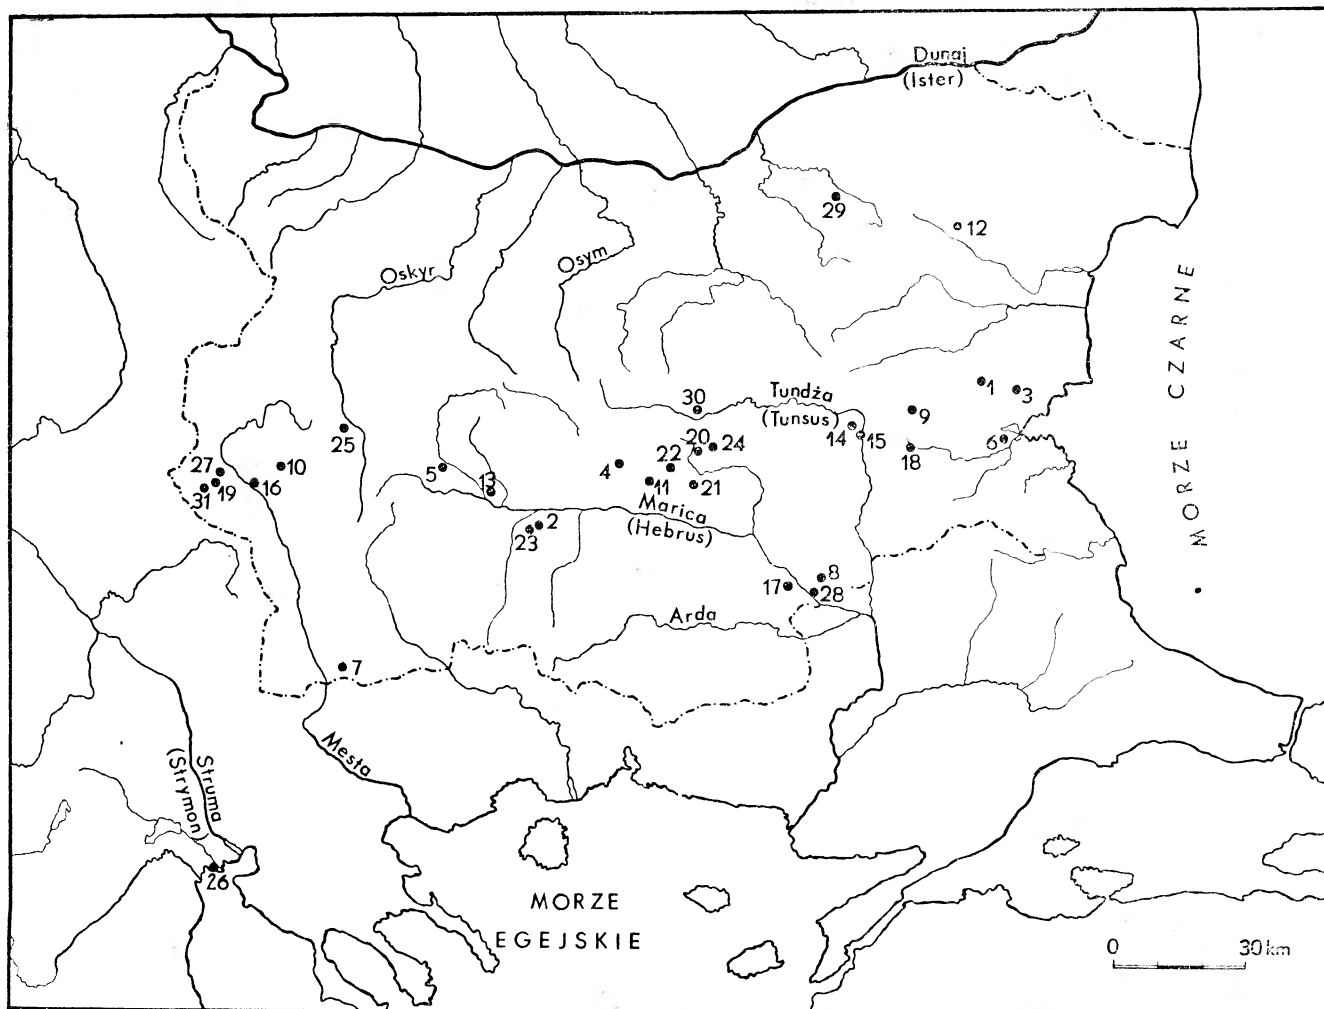 Dunaj
(Ister)
29
12
Oskyr
Osym
MORZE CZARNE
1
3
30
Tundża
(Tunsus)
9
14
15
6
18
25
20
24
22
4
11
21
5
13
10
27
19
31
16
Marica
(Hebrus)
2
23
8
17
28
Arda
7
Mesta
Struma
(Strymon)
26
MORZE
EGEJSKIE
0
30 km